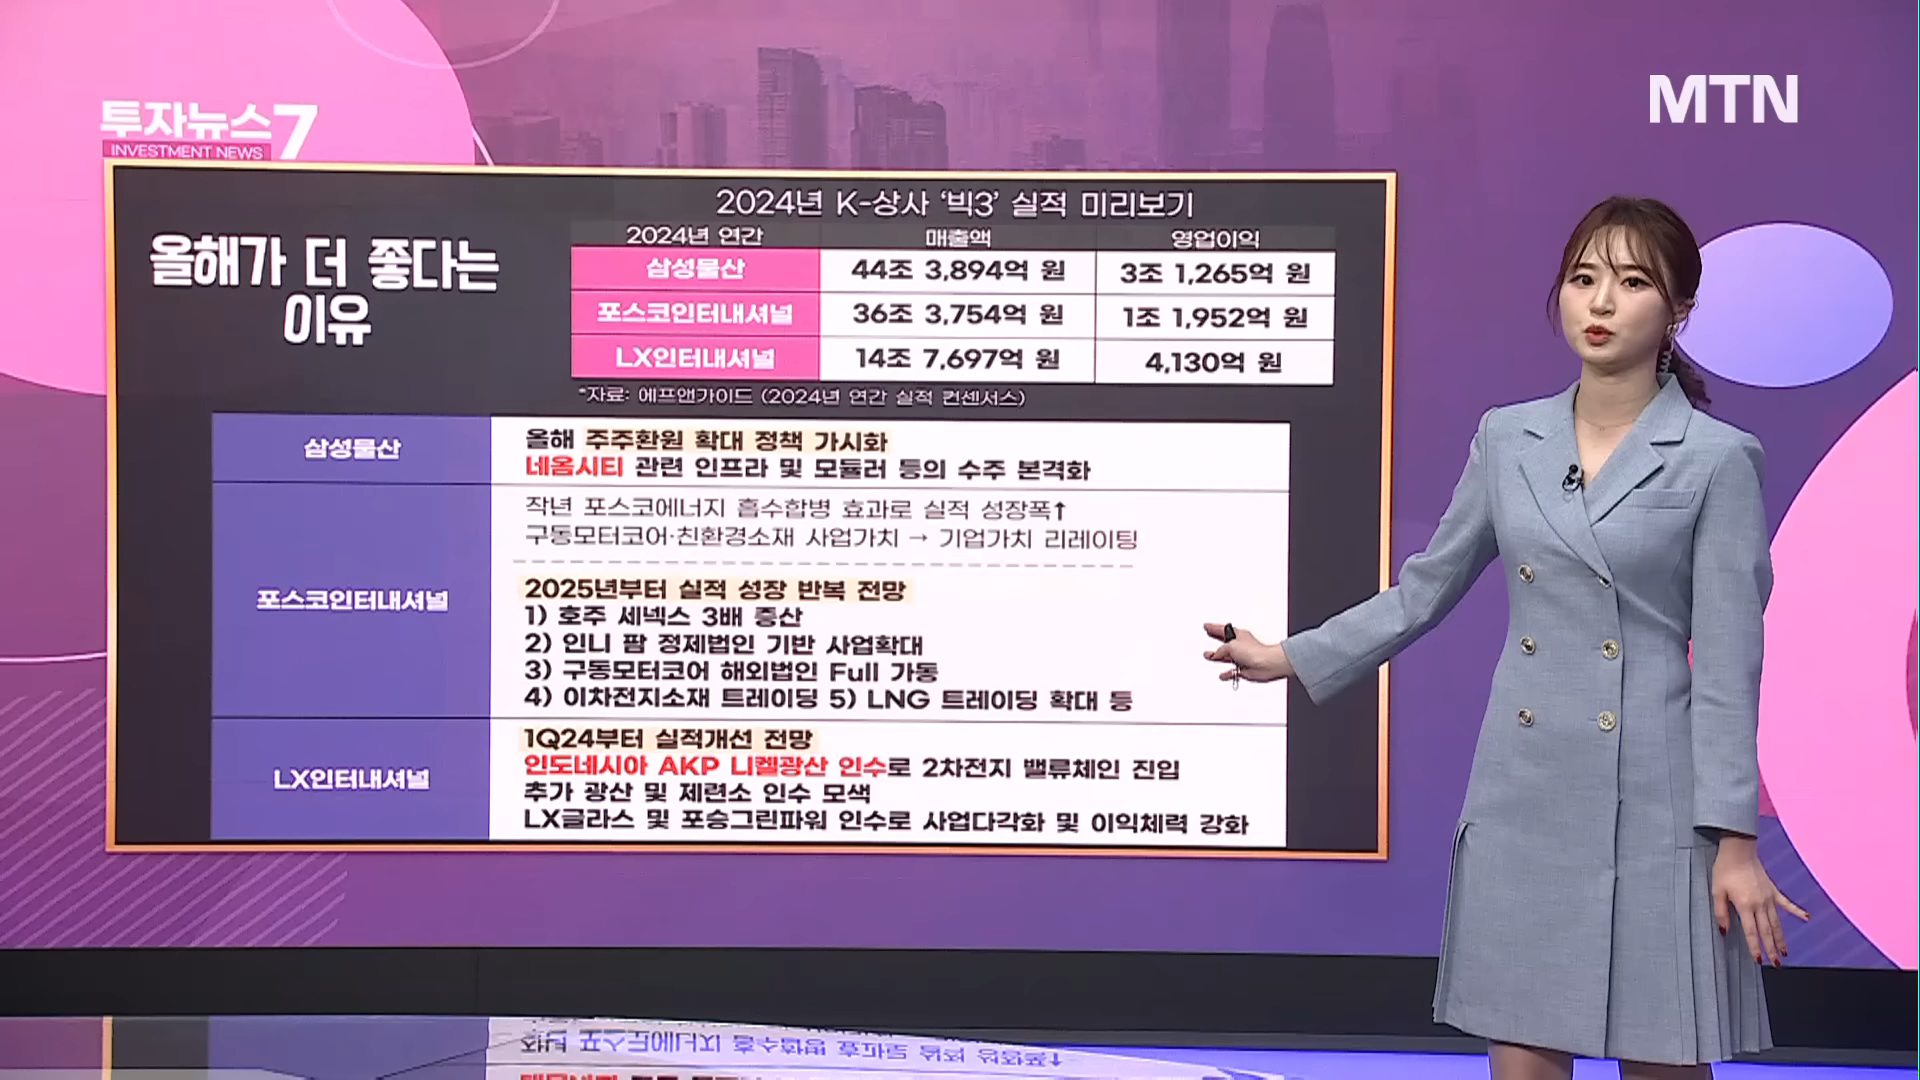 MTN
투자뉴스7
INVESTMENT NEWS
올해가 더 좋다는
이유
2024년 K-상사 ‘빅3’ 실적 미리보기
2024년 연간 매출액 영업이익
삼성물산 44조 3,894억 원 3조 1,265억 원
포스코인터내셔널 36조 3,754억 원 1조 1,952억 원
LX인터내셔널 14조 7,697억 원 4,130억 원
*자료: 에프앤가이드 (2024년 연간 실적 컨센서스)
삼성물산
올해 주주환원 확대 정책 가시화
네옴시티 관련 인프라 및 모듈러 등의 수주 본격화
포스코인터내셔널
작년 포스코에너지 흡수합병 효과로 실적 성장폭↑
구동모터코어·친환경소재 사업가치 → 기업가치 리레이팅
2025년부터 실적 성장 반복 전망
1) 호주 세넥스 3배 증산
2) 인니 팜 정제법인 기반 사업확대
3) 구동모터코어 해외법인 Full 가동
4) 이차전지소재 트레이딩 5) LNG 트레이딩 확대 등
LX인터내셔널
1Q24부터 실적개선 전망
인도네시아 AKP 니켈광산 인수로 2차전지 밸류체인 진입
추가 광산 및 제련소 인수 모색
LX글라스 및 포승그린파워 인수로 사업다각화 및 이익체력 강화